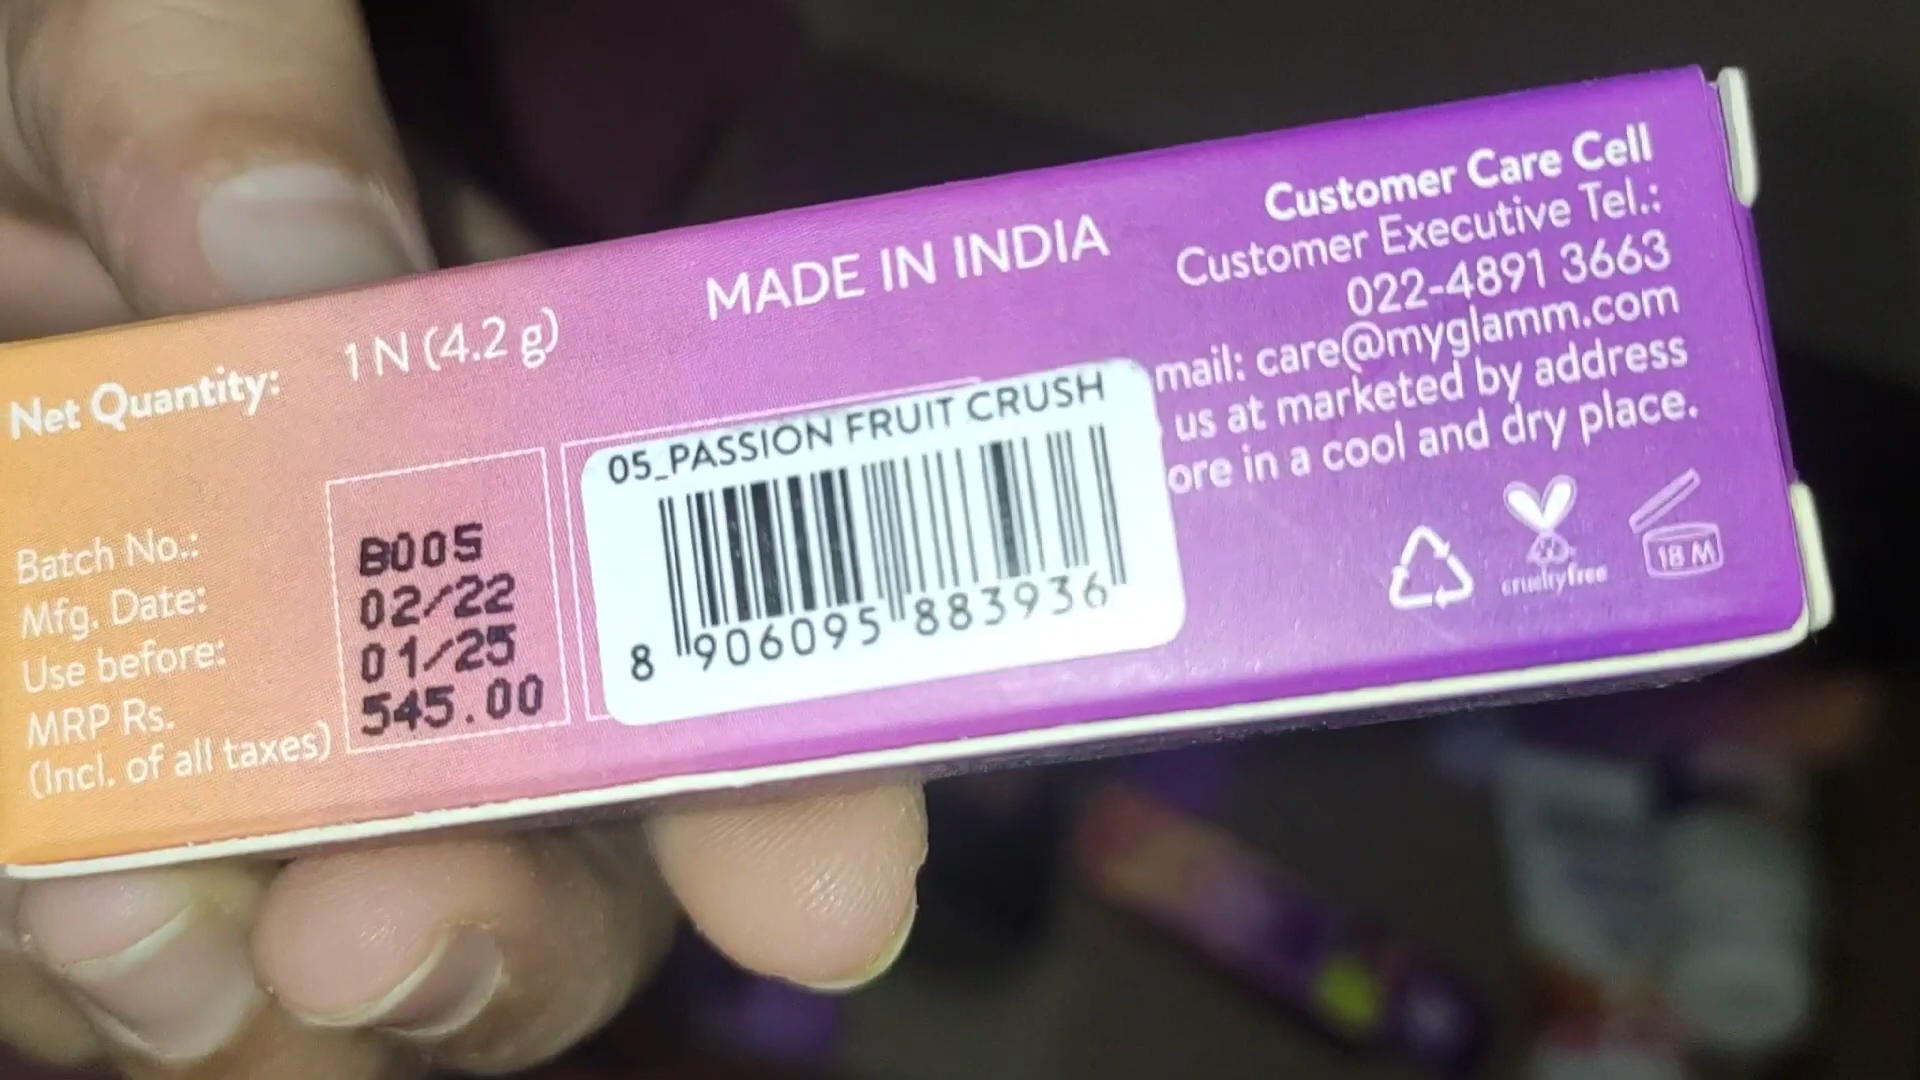 Net Quantity: 1 N (4.2 g)
MADE IN INDIA
Customer Care Cell
Customer Executive Tel.:
022-4891 3663
mail: care@myglamm.com
us at marketed by address
ore in a cool and dry place.
Batch No.: B005
Mfg. Date: 02/22
Use before: 01/25
MRP Rs. 545.00
(Incl. of all taxes)
05_PASSION FRUIT CRUSH
8 906095 883936
crueltyfree
18 M